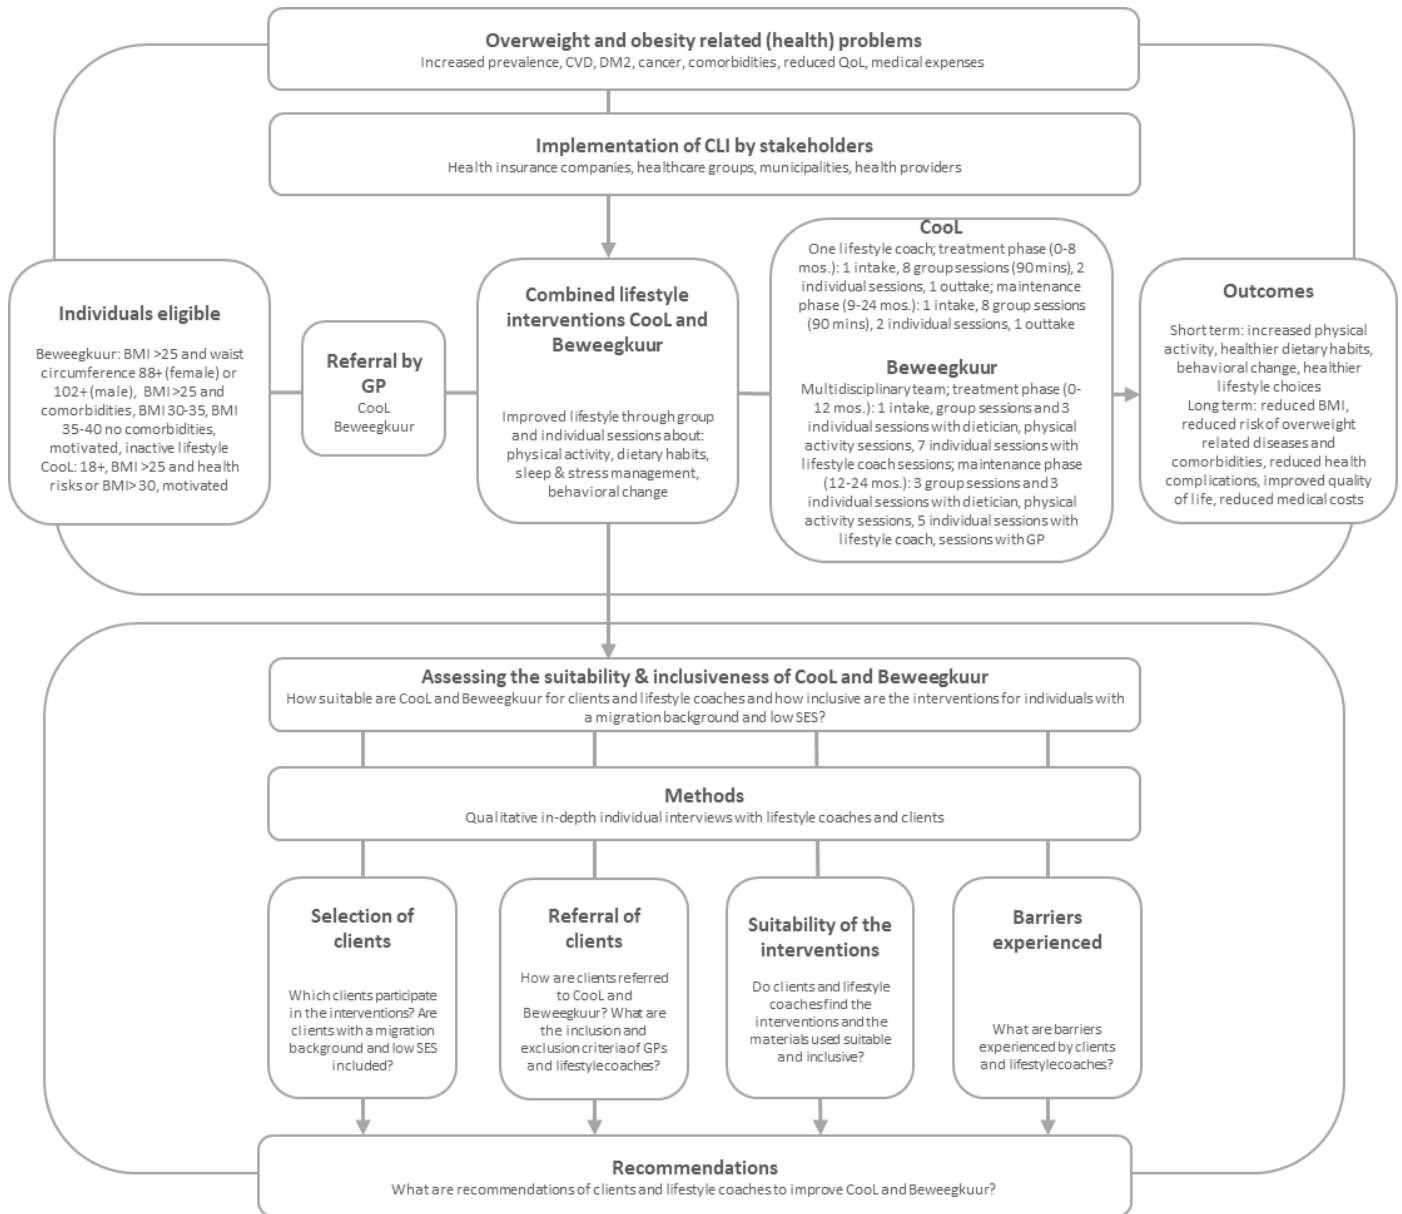 Overweight and obesity related (health) problems
Increased prevalence, CVD, DM2, cancer, comorbidities, reduced QoL, medical expenses
Implementation of CLI by stakeholders
Health insurance companies, healthcare groups, municipalities, health providers
Individuals eligible
Beweegkuur: BMI >25 and waist
circumference 88+ (female) or
102+ (male), BMI >25 and
comorbidities, BMI 30-35, BMI
35-40 no comorbidities,
motivated, inactive lifestyle
CooL: 18+, BMI >25 and health
risks or BMI> 30, motivated
Referral by
GP
CooL
Beweegkuur
Combined lifestyle
interventions CooL and
Beweegkuur
Improved lifestyle through group
and individual sessions about:
physical activity, dietary habits,
sleep & stress management,
behavioral change
CooL
One lifestyle coach; treatment phase (0-8
mos.): 1 intake, 8 group sessions (90 mins), 2
individual sessions, 1 outtake; maintenance
phase (9-24 mos.): 1 intake, 8 group sessions
(90 mins), 2 individual sessions, 1 outtake
Beweegkuur
Multidisciplinary team; treatment phase (0-
12 mos.): 1 intake, group sessions and 3
individual sessions with dietician, physical
activity sessions, 7 individual sessions with
lifestyle coach sessions; maintenance phase
(12-24 mos.): 3 group sessions and 3
individual sessions with dietician, physical
activity sessions, 5 individual sessions with
lifestyle coach, sessions with GP
Outcomes
Short term: increased physical
activity, healthier dietary habits,
behavioral change, healthier
lifestyle choices
Long term: reduced BMI,
reduced risk of overweight
related diseases and
comorbidities, reduced health
complications, improved quality
of life, reduced medical costs
Assessing the suitability & inclusiveness of CooL and Beweegkuur
How suitable are CooL and Beweegkuur for clients and lifestyle coaches and how inclusive are the interventions for individuals with
a migration background and low SES?
Methods
Qualitative in-depth individual interviews with lifestyle coaches and clients
Selection of
clients
Which clients participate
in the interventions? Are
clients with a migration
background and low SES
included?
Referral of
clients
How are clients referred
to CooL and
Beweegkuur? What are
the inclusion and
exclusion criteria of GPs
and lifestyle coaches?
Suitability of the
interventions
Do clients and lifestyle
coaches find the
interventions and the
materials used suitable
and inclusive?
Barriers
experienced
What are barriers
experienced by clients
and lifestyle coaches?
Recommendations
What are recommendations of clients and lifestyle coaches to improve CooL and Beweegkuur?